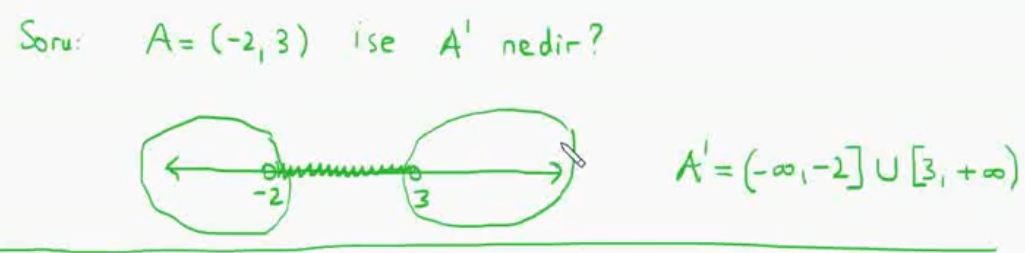 Soru: A = (-2, 3) ise A' nedir?
-2 3
A' = (-∞, -2] ∪ [3, +∞)